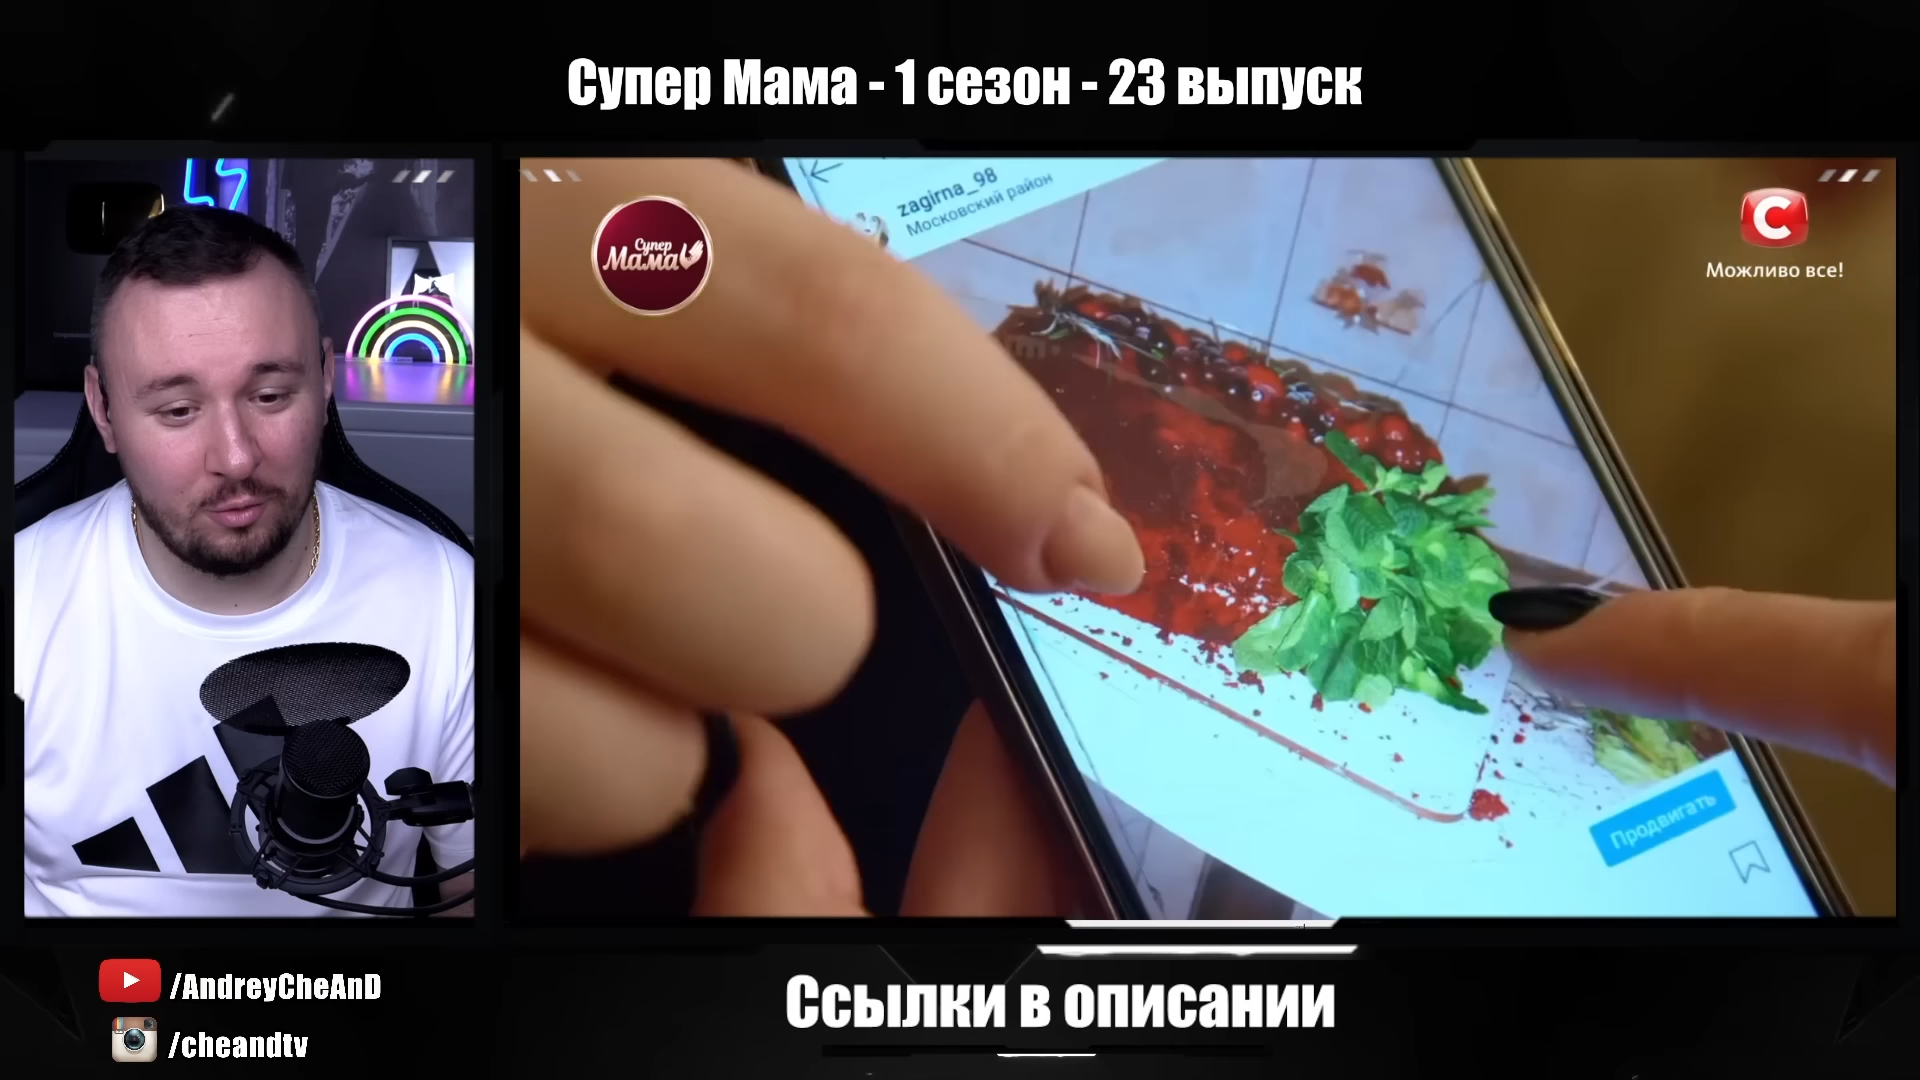 Супер Мама - 1 сезон - 23 выпуск
zagirna_98
Московский район
Супер
Мама
Можливо все!
Продвигать
/AndreyCheAnD
/cheandtv
Ссылки в описании